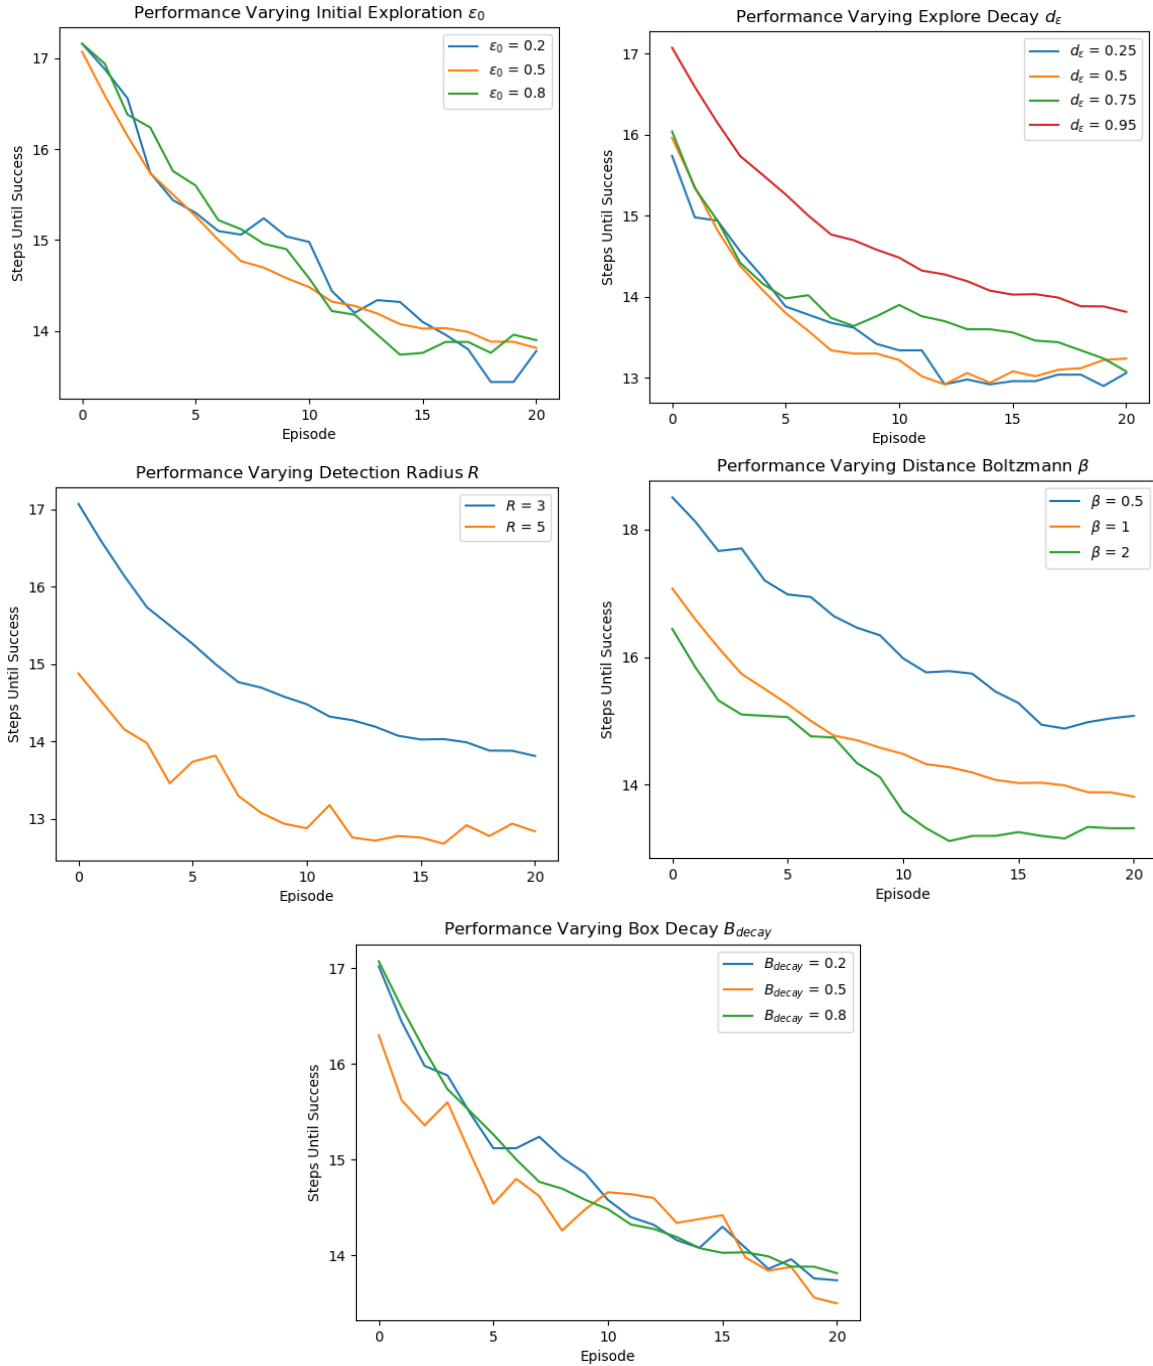 Performance Varying Initial Exploration ε₀
ε₀ = 0.2
ε₀ = 0.5
ε₀ = 0.8
Steps Until Success
17
16
15
14
0 5 10 15 20
Episode
Performance Varying Explore Decay dε
dε = 0.25
dε = 0.5
dε = 0.75
dε = 0.95
Steps Until Success
17
16
15
14
13
0 5 10 15 20
Episode
Performance Varying Detection Radius R
R = 3
R = 5
Steps Until Success
17
16
15
14
13
0 5 10 15 20
Episode
Performance Varying Distance Boltzmann β
β = 0.5
β = 1
β = 2
Steps Until Success
18
16
14
0 5 10 15 20
Episode
Performance Varying Box Decay Bdecay
Bdecay = 0.2
Bdecay = 0.5
Bdecay = 0.8
Steps Until Success
17
16
15
14
0 5 10 15 20
Episode